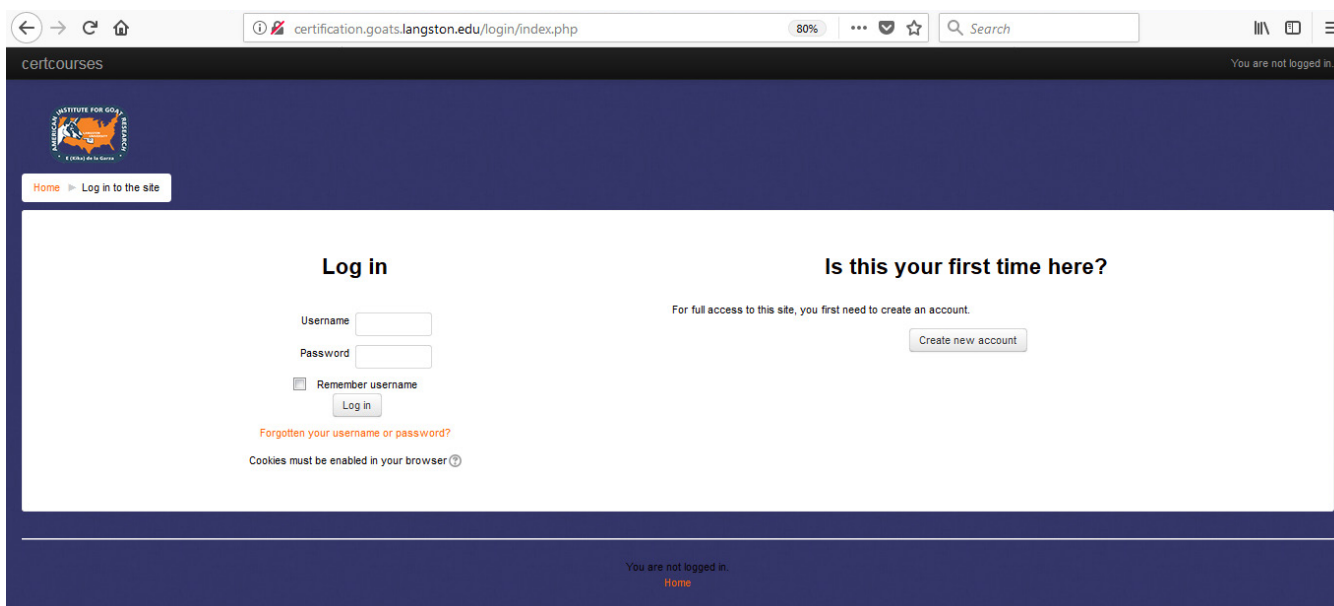 certification.goats.langston.edu/login/index.php
80%
Search
certcourses
You are not logged in.
AMERICAN INSTITUTE FOR GOAT RESEARCH
E (Kika) de la Garza
Home ► Log in to the site
Log in
Username
Password
Remember username
Log in
Forgotten your username or password?
Cookies must be enabled in your browser
Is this your first time here?
For full access to this site, you first need to create an account.
Create new account
You are not logged in.
Home